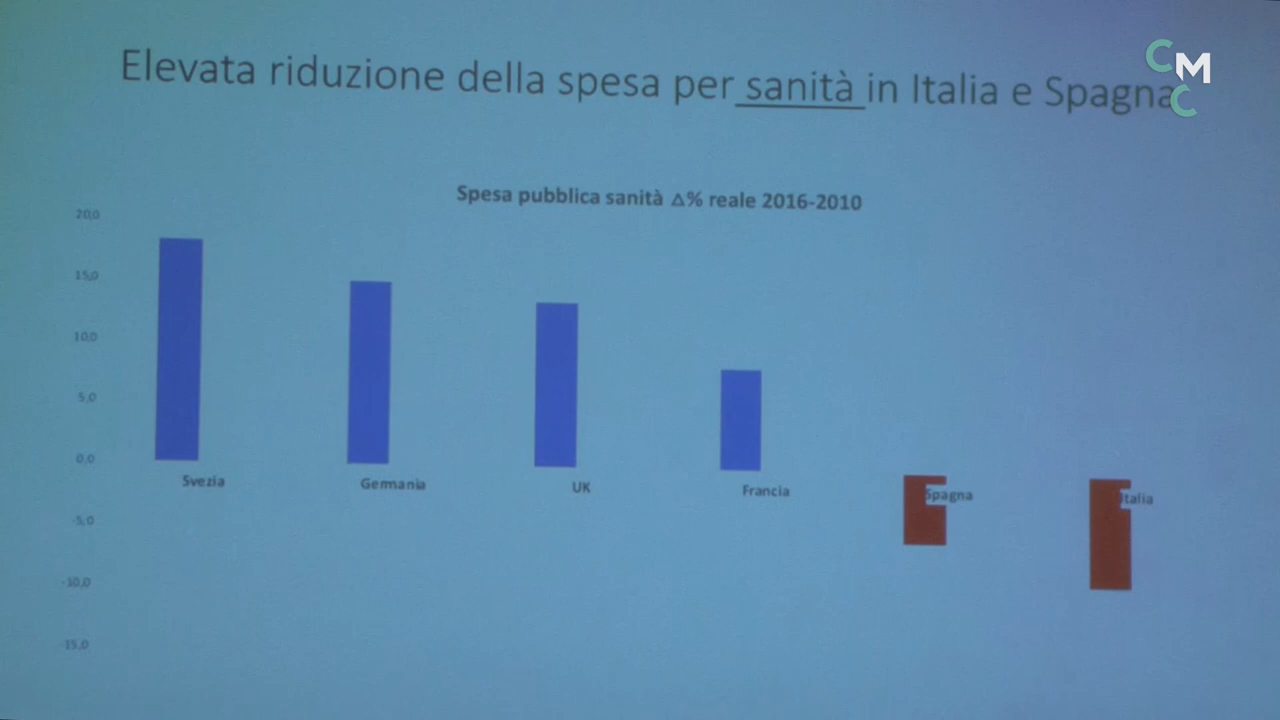 Elevata riduzione della spesa per sanità in Italia e Spagna
CMC
Spesa pubblica sanità Δ% reale 2016-2010
20,0
15,0
10,0
5,0
0,0
-5,0
-10,0
-15,0
Svezia
Germania
UK
Francia
Spagna
Italia